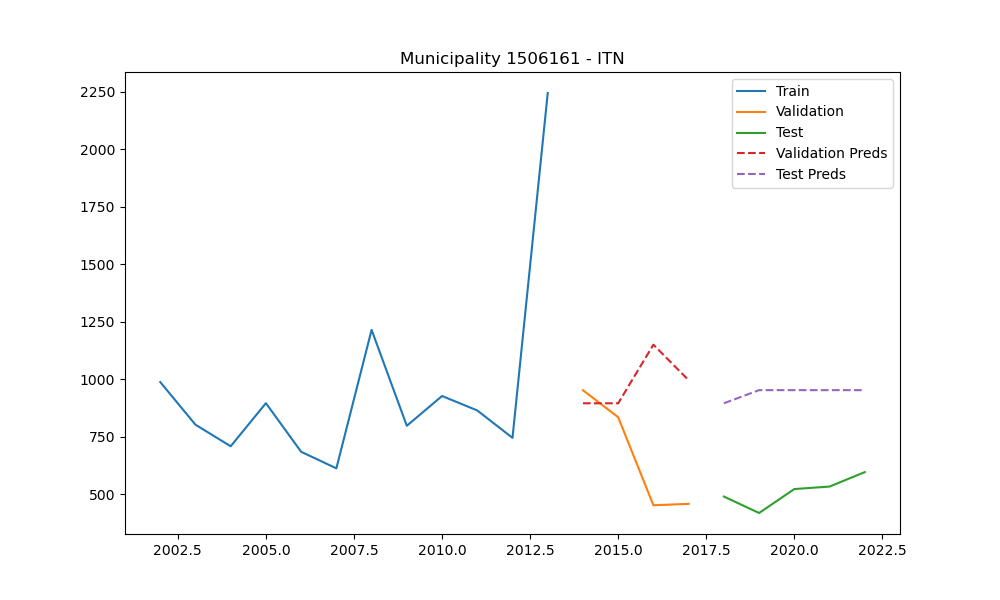 Municipality 1506161 - ITN
Train
Validation
Test
Validation Preds
Test Preds
2250
2000
1750
1500
1250
1000
750
500
2002.5 2005.0 2007.5 2010.0 2012.5 2015.0 2017.5 2020.0 2022.5